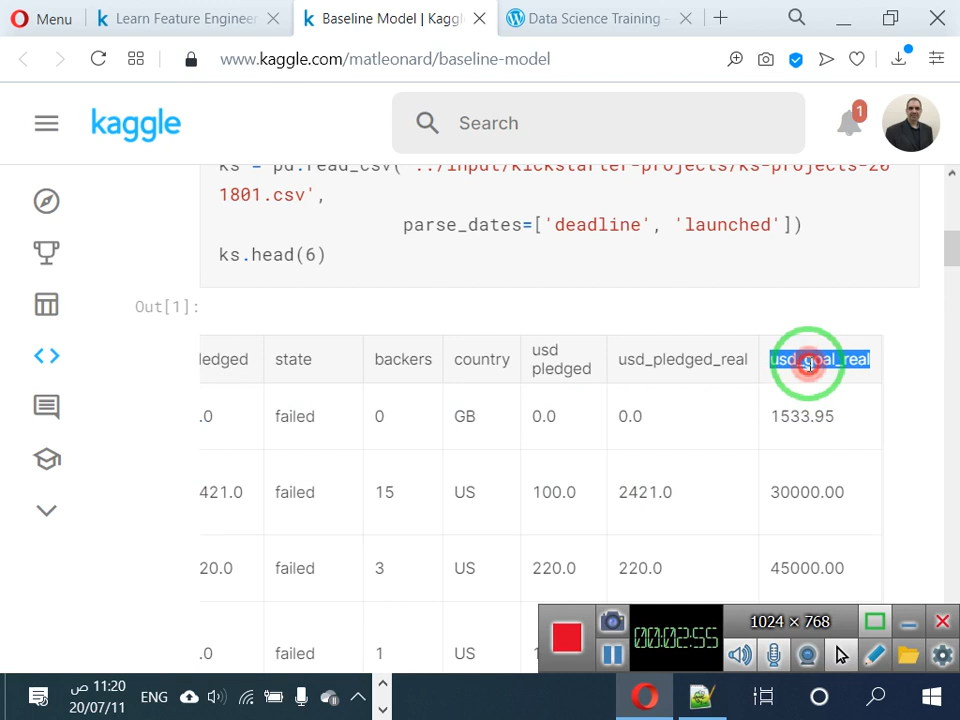 Menu
Learn Feature Engineer
Baseline Model | Kaggl
Data Science Training -
www.kaggle.com/matleonard/baseline-model
kaggle
Search
1
ks = pd.read_csv('../input/kickstarter-projects/ks-projects-20
1801.csv',
parse_dates=['deadline', 'launched'])
ks.head(6)
Out[1]:
ledged state backers country usd pledged usd_pledged_real usd_goal_real
.0 failed 0 GB 0.0 0.0 1533.95
421.0 failed 15 US 100.0 2421.0 30000.00
20.0 failed 3 US 220.0 220.0 45000.00
.0 failed 1 US 1
1024 × 768
00:02:55
11:20 ص
20/07/11
ENG